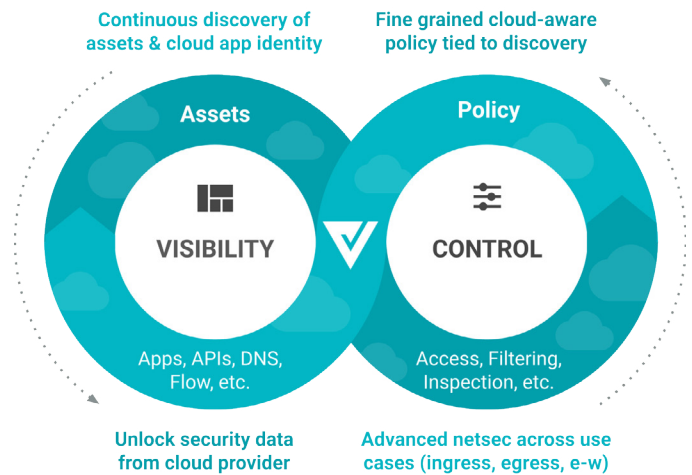 Continuous discovery of
assets & cloud app identity
Fine grained cloud-aware
policy tied to discovery
Assets
Policy
VISIBILITY
CONTROL
Apps, APIs, DNS,
Flow, etc.
Access, Filtering,
Inspection, etc.
Unlock security data
from cloud provider
Advanced netsec across use
cases (ingress, egress, e-w)